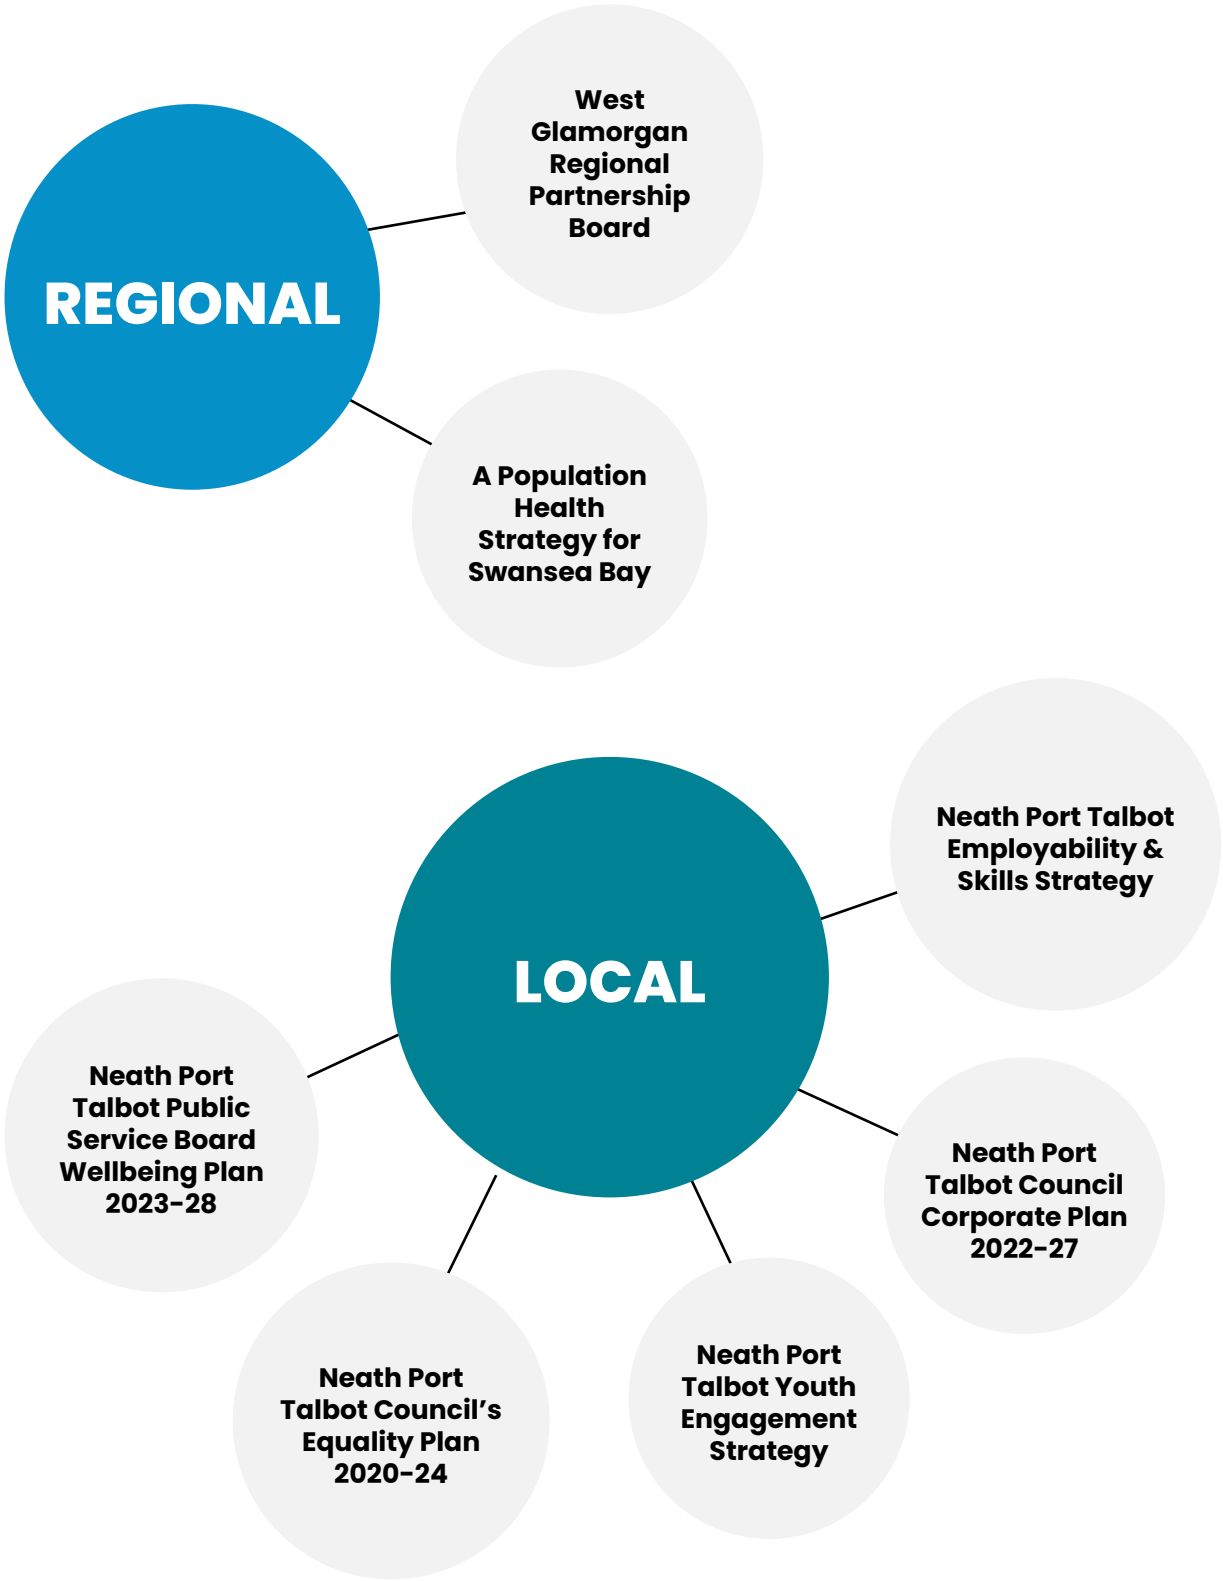 REGIONAL
West
Glamorgan
Regional
Partnership
Board
A Population
Health
Strategy for
Swansea Bay
LOCAL
Neath Port Talbot
Employability &
Skills Strategy
Neath Port
Talbot Council
Corporate Plan
2022-27
Neath Port
Talbot Youth
Engagement
Strategy
Neath Port
Talbot Council’s
Equality Plan
2020-24
Neath Port
Talbot Public
Service Board
Wellbeing Plan
2023-28